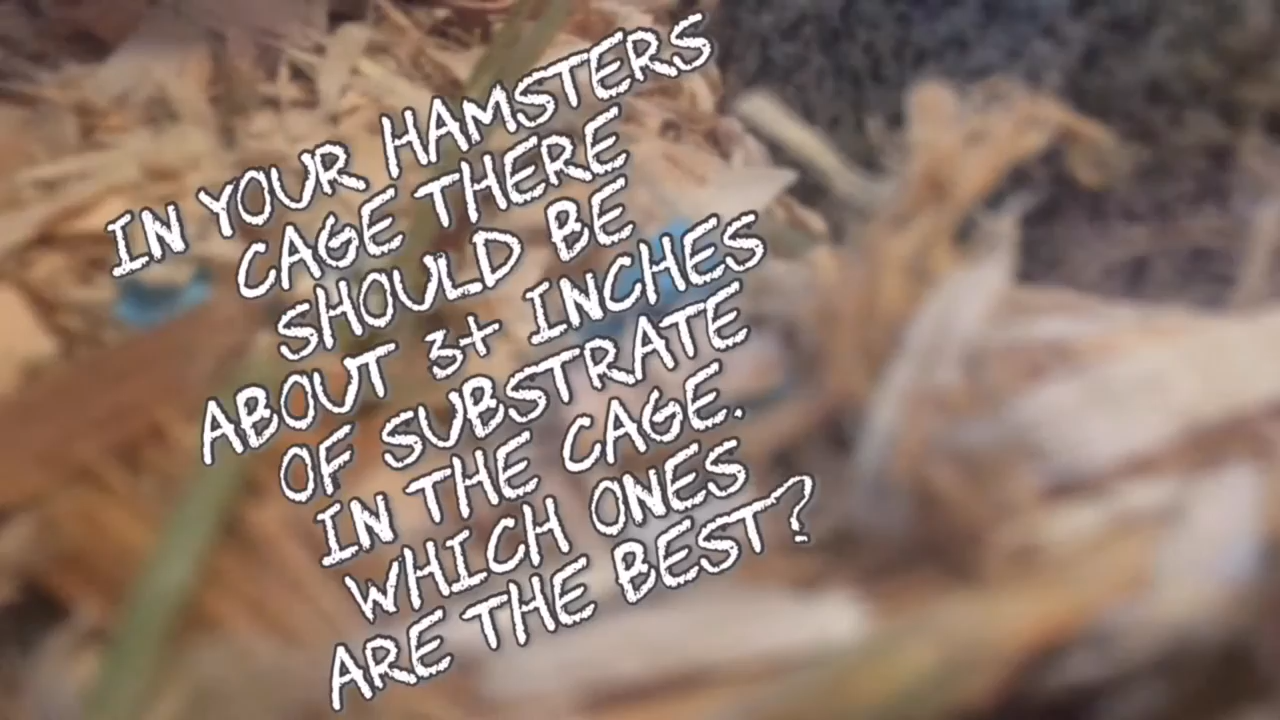 IN YOUR HAMSTERS
CAGE THERE
SHOULD BE
ABOUT 3+ INCHES
OF SUBSTRATE
IN THE CAGE.
WHICH ONES
ARE THE BEST?